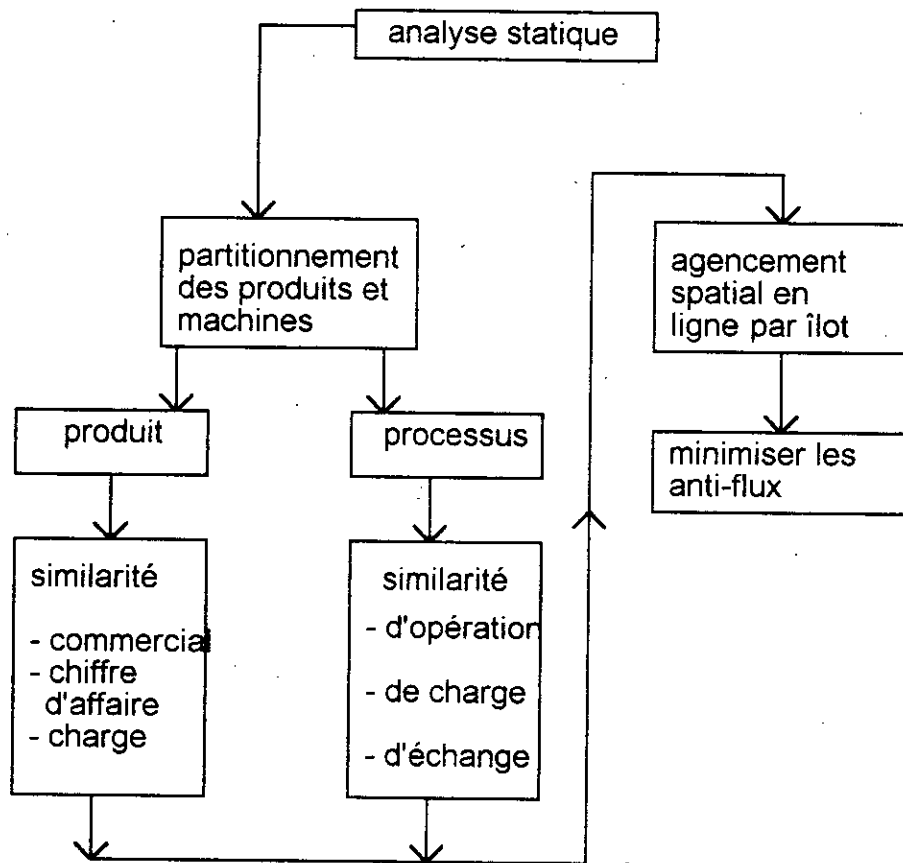 analyse statique
partitionnement
des produits et
machines
produit
processus
similarité
- commercial
- chiffre
d'affaire
- charge
similarité
- d'opération
- de charge
- d'échange
agencement
spatial en
ligne par îlot
minimiser les
anti-flux